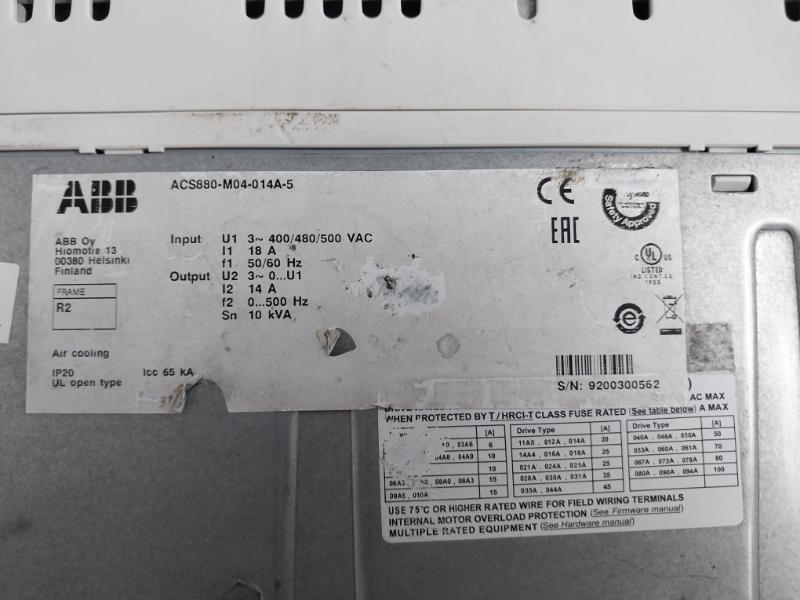 ABB
ACS880-M04-014A-5
ABB Oy
Hiomotie 13
00380 Helsinki
Finland
FRAME
R2
Air cooling
IP20
UL open type
Icc 65 kA
Input U1 3~ 400/480/500 VAC
I1 18 A
f1 50/60 Hz
Output U2 3~ 0...U1
I2 14 A
f2 0...500 Hz
Sn 10 kVA
CE
EAC
Safety Approved
C UL US
LISTED
S/N: 9200300562
AC MAX
WHEN PROTECTED BY T / HRCI-T CLASS FUSE RATED (See table below) A MAX
[A]
03A6 6
04A8 , 04A9 10
10
08A0 , 08A3 15
09A5 , 010A 15
Drive Type [A]
11A0 , 012A , 014A 20
14A4 , 016A , 018A 25
021A , 024A , 025A 25
028A , 030A , 031A 35
035A , 044A 45
Drive Type [A]
040A , 046A , 050A 50
053A , 060A , 061A 70
067A , 073A , 078A 80
080A , 090A , 094A 100
USE 75°C OR HIGHER RATED WIRE FOR FIELD WIRING TERMINALS
INTERNAL MOTOR OVERLOAD PROTECTION (See Firmware manual)
MULTIPLE RATED EQUIPMENT (See Hardware manual)